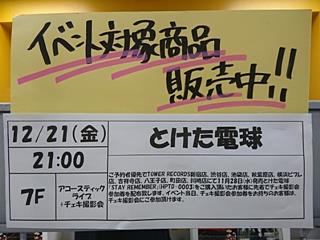 イベント対象商品
販売中!!
12/21(金)
21:00
7F
アコースティック
ライブ
+チェキ撮影会
とけた電球
ご予約者優先でTOWER RECORDS新宿店、渋谷店、池袋店、秋葉原店、横浜ビブレ
店、吉祥寺店、八王子店、町田店、川崎店にて11月28日(水)発売とけた電球
「STAY REMEMBER」(HPTD-0003)をご購入頂いたお客様に先着でチェキ撮影会
参加券を配布致します。イベント当日、チェキ撮影会参加券をお持ちのお客様は、
チェキ撮影会にご参加頂けます。